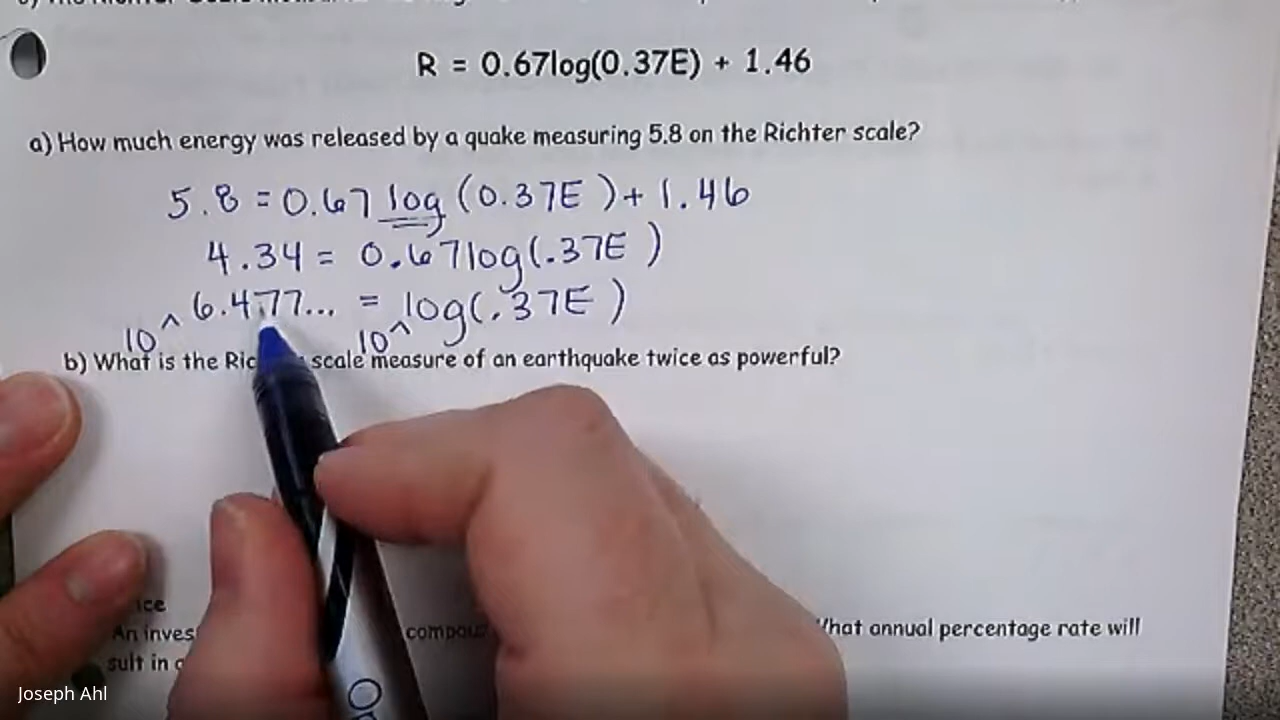 R = 0.67log(0.37E) + 1.46
a) How much energy was released by a quake measuring 5.8 on the Richter scale?
5.8 = 0.67 log (0.37E ) + 1.46
4.34 = 0.67log(.37E )
10^ 6.477... = 10^ log(.37E )
b) What is the Ric scale measure of an earthquake twice as powerful?
An inves compou hat annual percentage rate will
sult in
Joseph Ahl